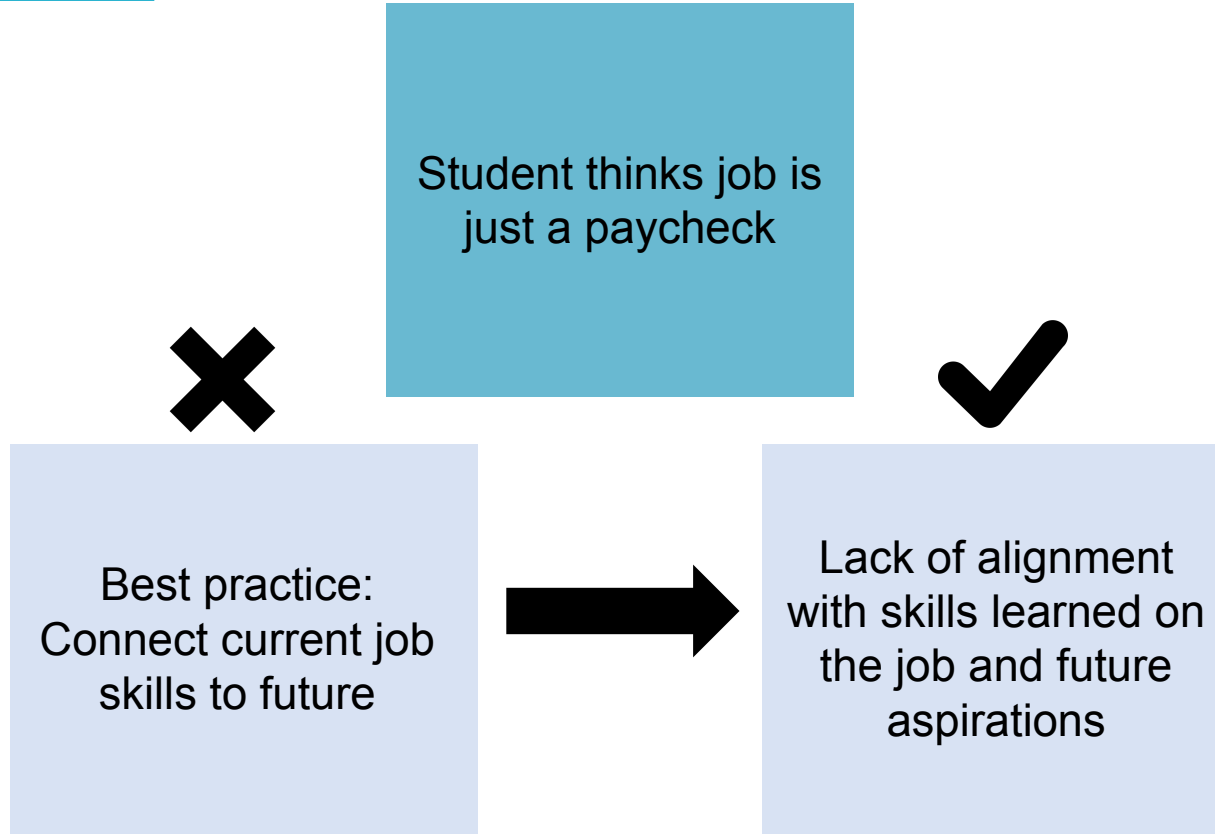 Student thinks job is
just a paycheck
Best practice:
Connect current job
skills to future
Lack of alignment
with skills learned on
the job and future
aspirations